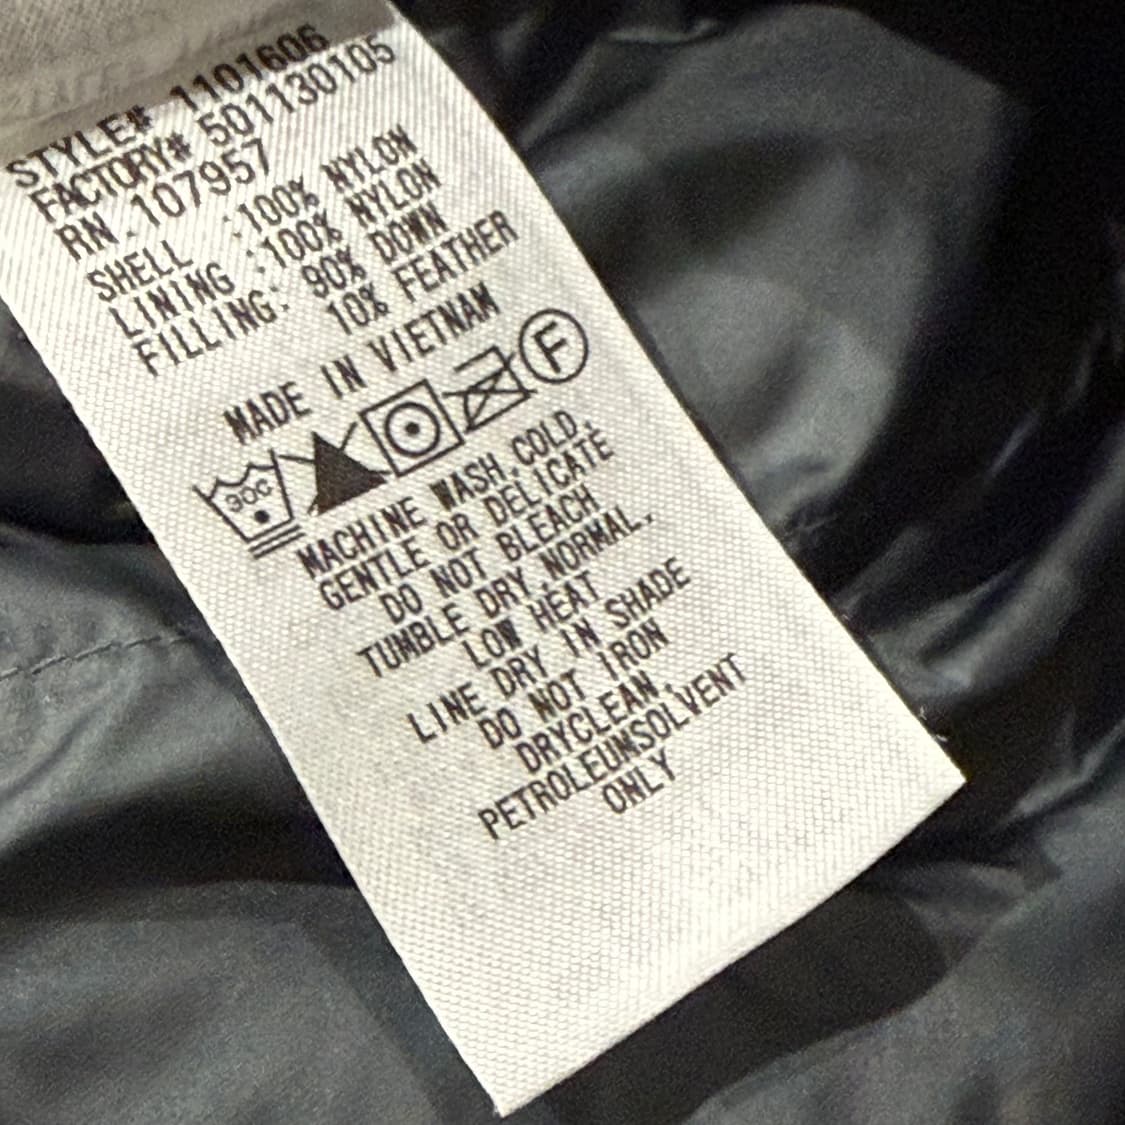 STYLE# 1101606
FACTORY# 501130105
RN 107957
SHELL :100% NYLON
LINING :100% NYLON
FILLING: 90% DOWN
10% FEATHER
MADE IN VIETNAM
30C F
MACHINE WASH,COLD,
GENTLE OR DELICATE
DO NOT BLEACH
TUMBLE DRY,NORMAL,
LOW HEAT
LINE DRY IN SHADE
DO NOT IRON
DRYCLEAN,
PETROLEUMSOLVENT
ONLY